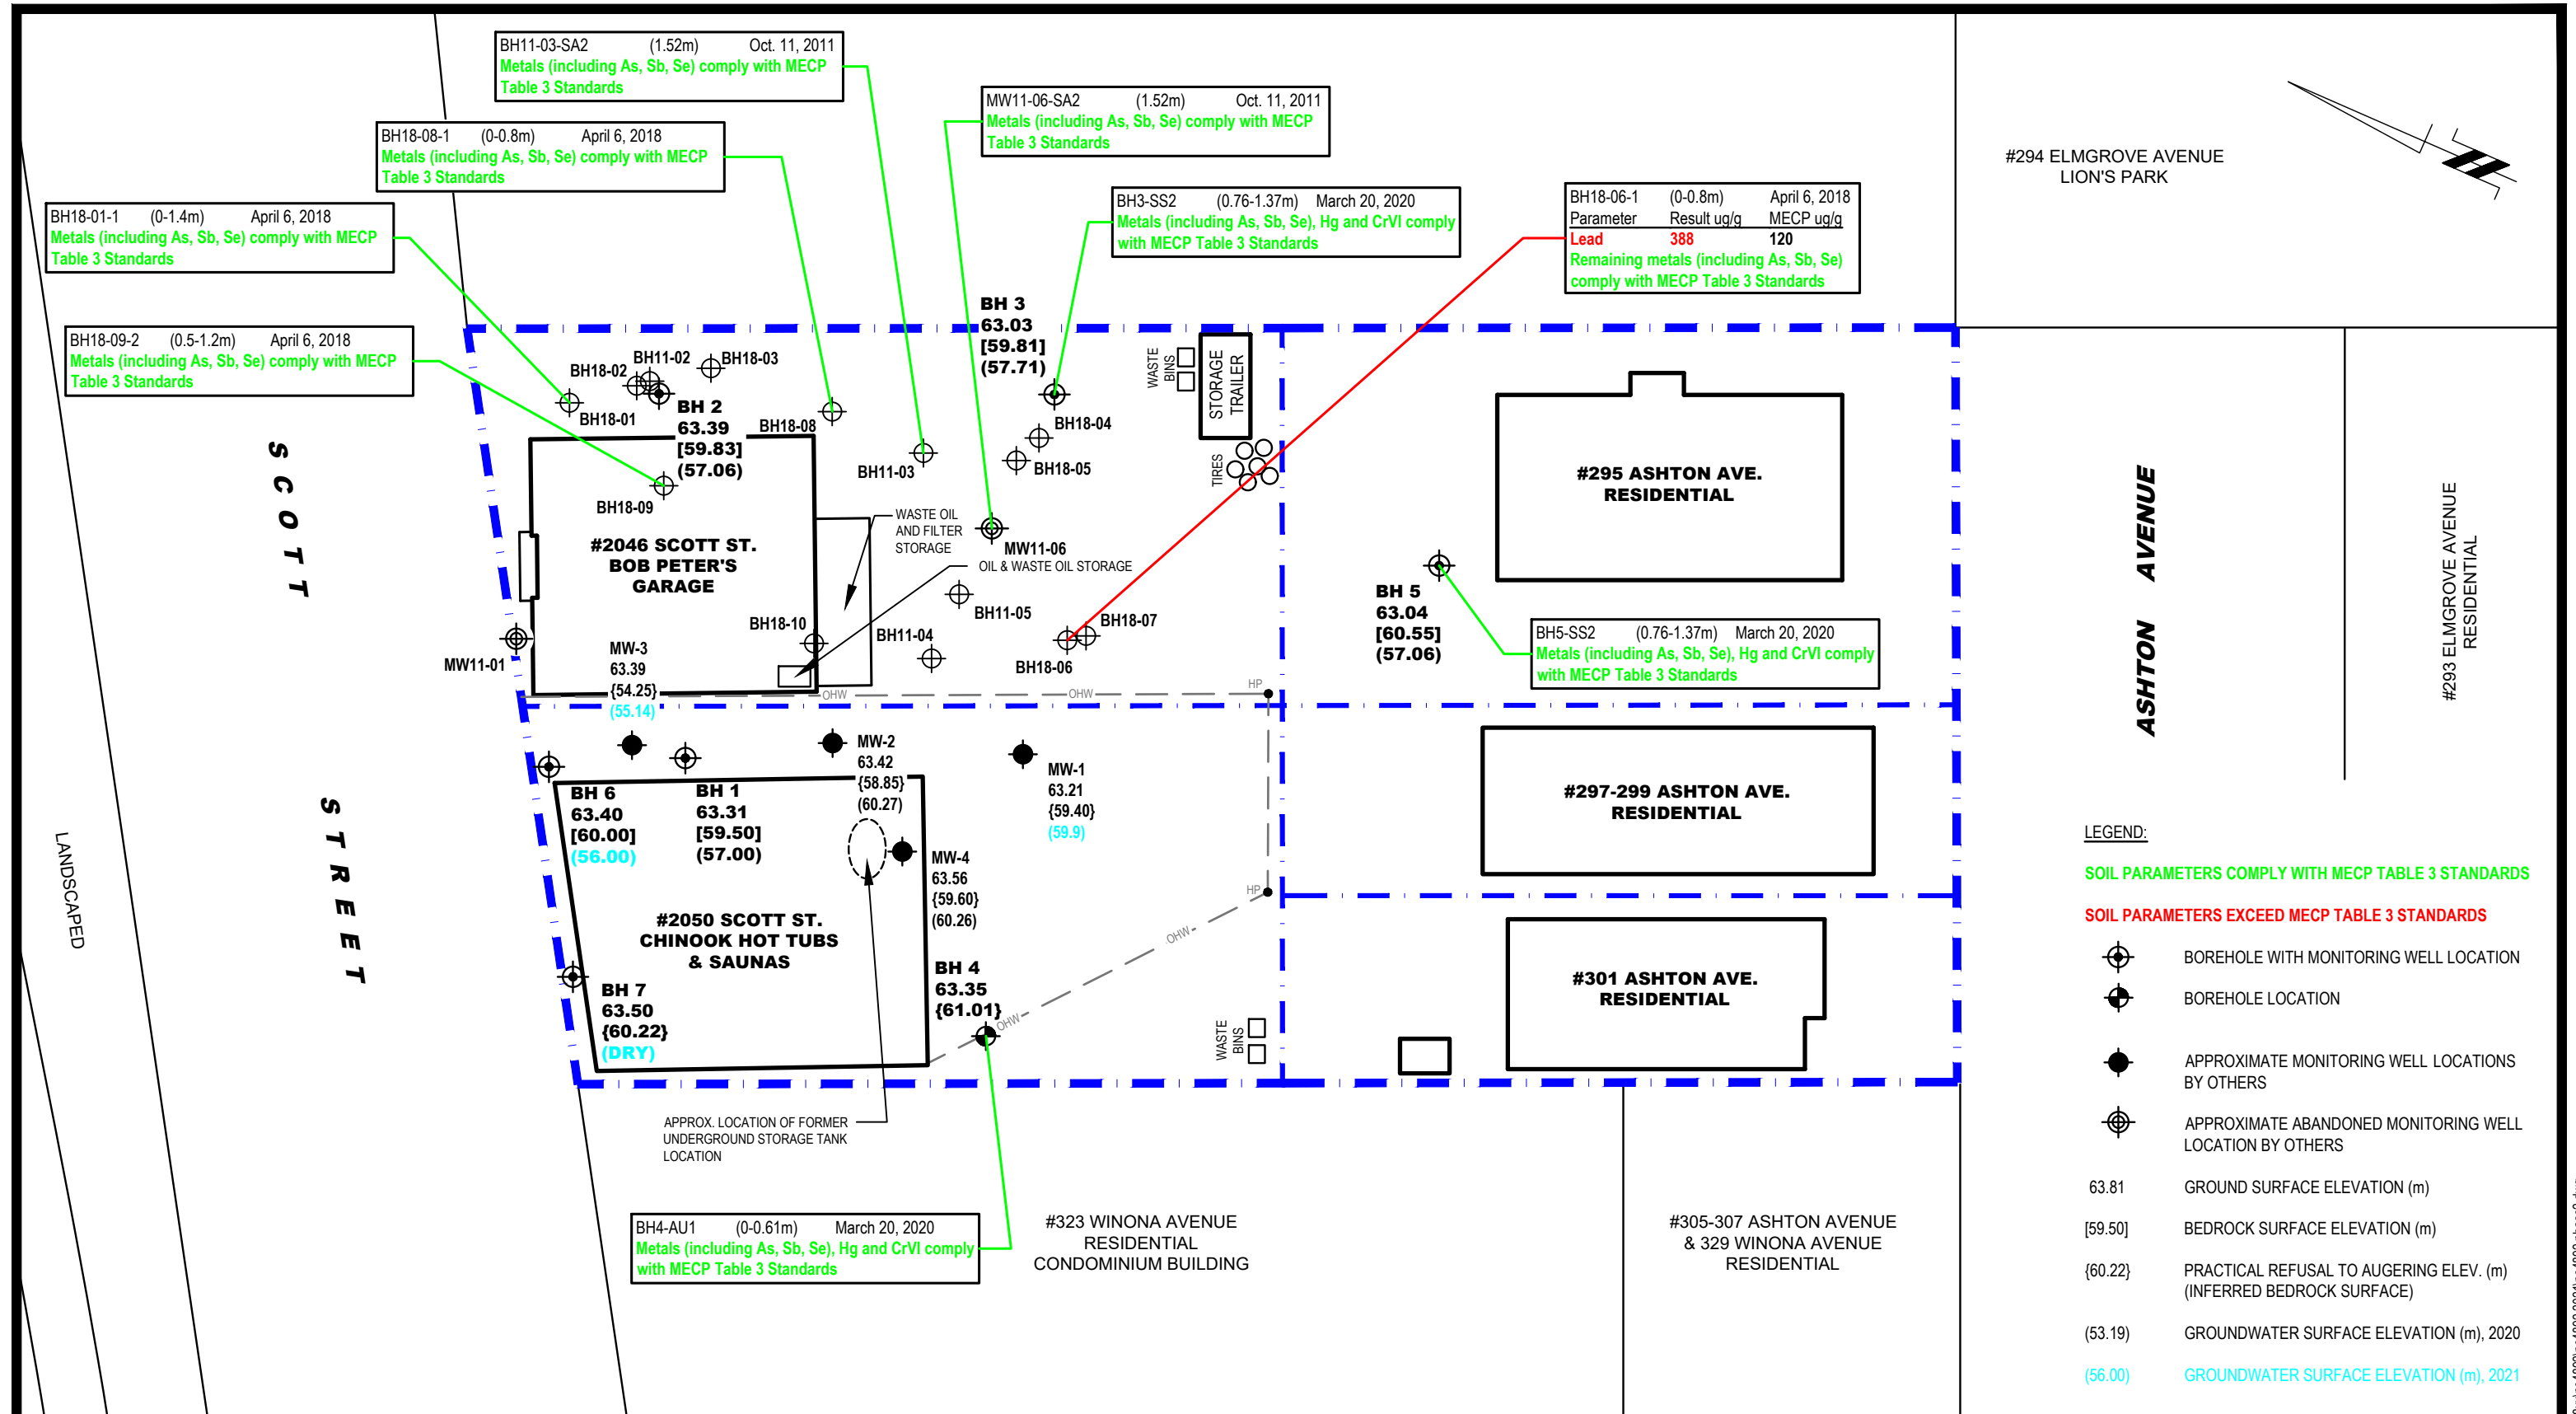 BH11-03-SA2 (1.52m) Oct. 11, 2011
Metals (including As, Sb, Se) comply with MECP
Table 3 Standards
MW11-06-SA2 (1.52m) Oct. 11, 2011
Metals (including As, Sb, Se) comply with MECP
Table 3 Standards
BH18-08-1 (0-0.8m) April 6, 2018
Metals (including As, Sb, Se) comply with MECP
Table 3 Standards
#294 ELMGROVE AVENUE
LION'S PARK
BH18-01-1 (0-1.4m) April 6, 2018
Metals (including As, Sb, Se) comply with MECP
Table 3 Standards
BH3-SS2 (0.76-1.37m) March 20, 2020
Metals (including As, Sb, Se), Hg and CrVI comply
with MECP Table 3 Standards
BH18-06-1 (0-0.8m) April 6, 2018
Parameter Result ug/g MECP ug/g
Lead 388 120
Remaining metals (including As, Sb, Se)
comply with MECP Table 3 Standards
BH18-09-2 (0.5-1.2m) April 6, 2018
Metals (including As, Sb, Se) comply with MECP
Table 3 Standards
BH 3
63.03
[59.81]
(57.71)
BH18-02
BH11-02
BH18-03
BH18-01
BH 2
63.39
[59.83]
(57.06)
BH18-08
BH11-03
BH18-04
BH18-05
WASTE
BINS
STORAGE
TRAILER
TIRES
BH18-09
#2046 SCOTT ST.
BOB PETER'S
GARAGE
WASTE OIL
AND FILTER
STORAGE
MW11-06
OIL & WASTE OIL STORAGE
BH11-05
BH18-10
BH11-04
BH18-07
BH18-06
MW11-01
MW-3
63.39
{54.25}
(55.14)
OHW
OHW
HP
#295 ASHTON AVE.
RESIDENTIAL
BH 5
63.04
[60.55]
(57.06)
BH5-SS2 (0.76-1.37m) March 20, 2020
Metals (including As, Sb, Se), Hg and CrVI comply
with MECP Table 3 Standards
ASHTON AVENUE
#293 ELMGROVE AVENUE
RESIDENTIAL
SCOTT
STREET
LANDSCAPED
MW-2
63.42
{58.85}
(60.27)
MW-1
63.21
{59.40}
(59.9)
BH 6
63.40
[60.00]
(56.00)
BH 1
63.31
[59.50]
(57.00)
MW-4
63.56
{59.60}
(60.26)
#2050 SCOTT ST.
CHINOOK HOT TUBS
& SAUNAS
BH 7
63.50
{60.22}
(DRY)
BH 4
63.35
{61.01}
OHW
OHW
HP
WASTE
BINS
#297-299 ASHTON AVE.
RESIDENTIAL
#301 ASHTON AVE.
RESIDENTIAL
APPROX. LOCATION OF FORMER
UNDERGROUND STORAGE TANK
LOCATION
BH4-AU1 (0-0.61m) March 20, 2020
Metals (including As, Sb, Se), Hg and CrVI comply
with MECP Table 3 Standards
#323 WINONA AVENUE
RESIDENTIAL
CONDOMINIUM BUILDING
#305-307 ASHTON AVENUE
& 329 WINONA AVENUE
RESIDENTIAL
LEGEND:
SOIL PARAMETERS COMPLY WITH MECP TABLE 3 STANDARDS
SOIL PARAMETERS EXCEED MECP TABLE 3 STANDARDS
BOREHOLE WITH MONITORING WELL LOCATION
BOREHOLE LOCATION
APPROXIMATE MONITORING WELL LOCATIONS
BY OTHERS
APPROXIMATE ABANDONED MONITORING WELL
LOCATION BY OTHERS
63.81 GROUND SURFACE ELEVATION (m)
[59.50] BEDROCK SURFACE ELEVATION (m)
{60.22} PRACTICAL REFUSAL TO AUGERING ELEV. (m)
(INFERRED BEDROCK SURFACE)
(53.19) GROUNDWATER SURFACE ELEVATION (m), 2020
(56.00) GROUNDWATER SURFACE ELEVATION (m), 2021